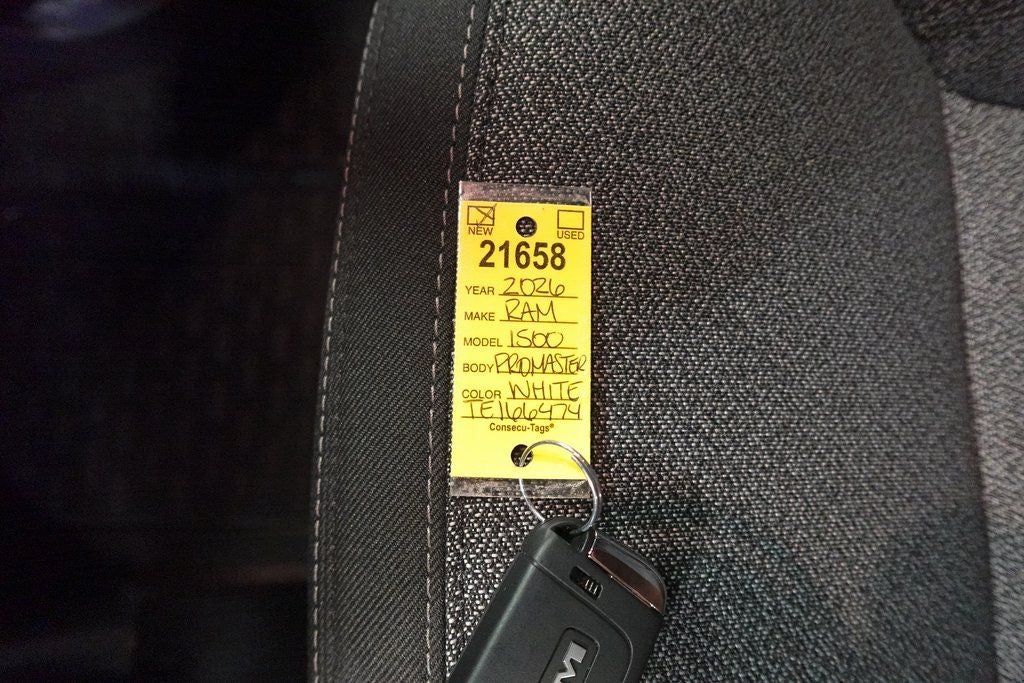 NEW USED
21658
YEAR 2026
MAKE RAM
MODEL 1500
BODY PROMASTER
COLOR WHITE
TE166474
Consecu-Tags®